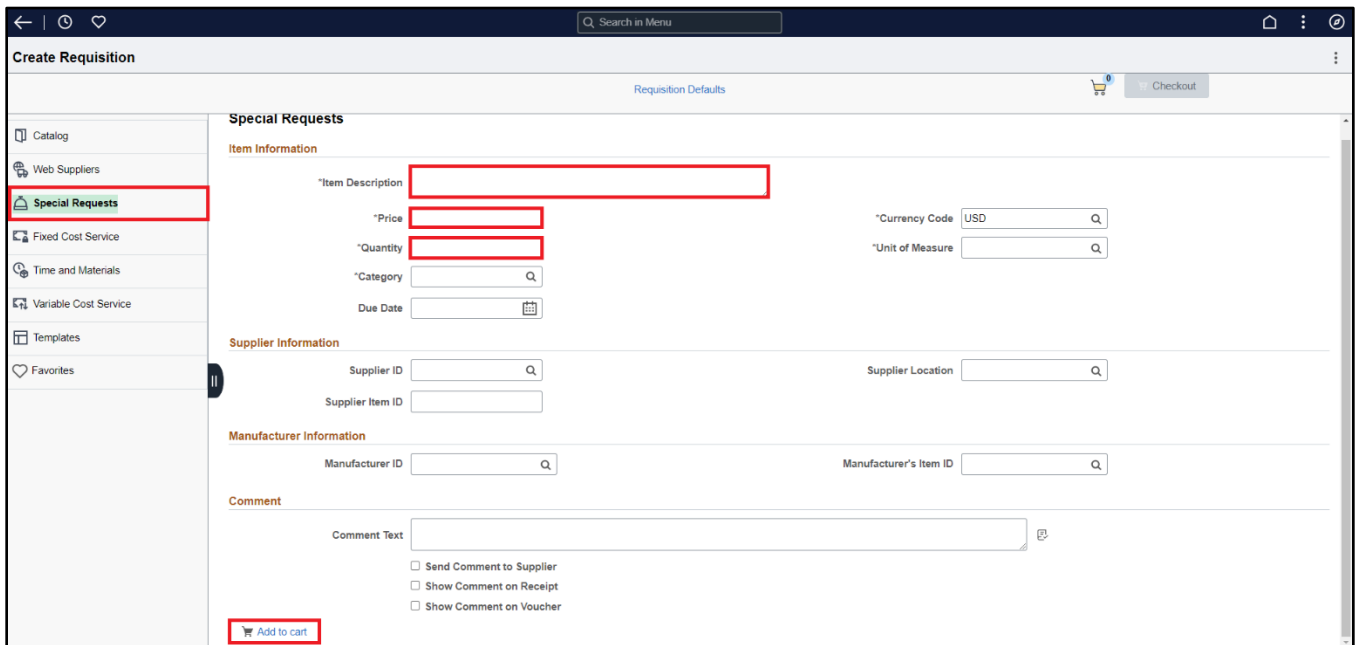 Search in Menu
Create Requisition
Requisition Defaults
0
Checkout
Catalog
Web Suppliers
Special Requests
Fixed Cost Service
Time and Materials
Variable Cost Service
Templates
Favorites
Special Requests
Item Information
*Item Description
*Price
*Currency Code USD
*Quantity
*Unit of Measure
*Category
Due Date
Supplier Information
Supplier ID
Supplier Location
Supplier Item ID
Manufacturer Information
Manufacturer ID
Manufacturer's Item ID
Comment
Comment Text
Send Comment to Supplier
Show Comment on Receipt
Show Comment on Voucher
Add to cart